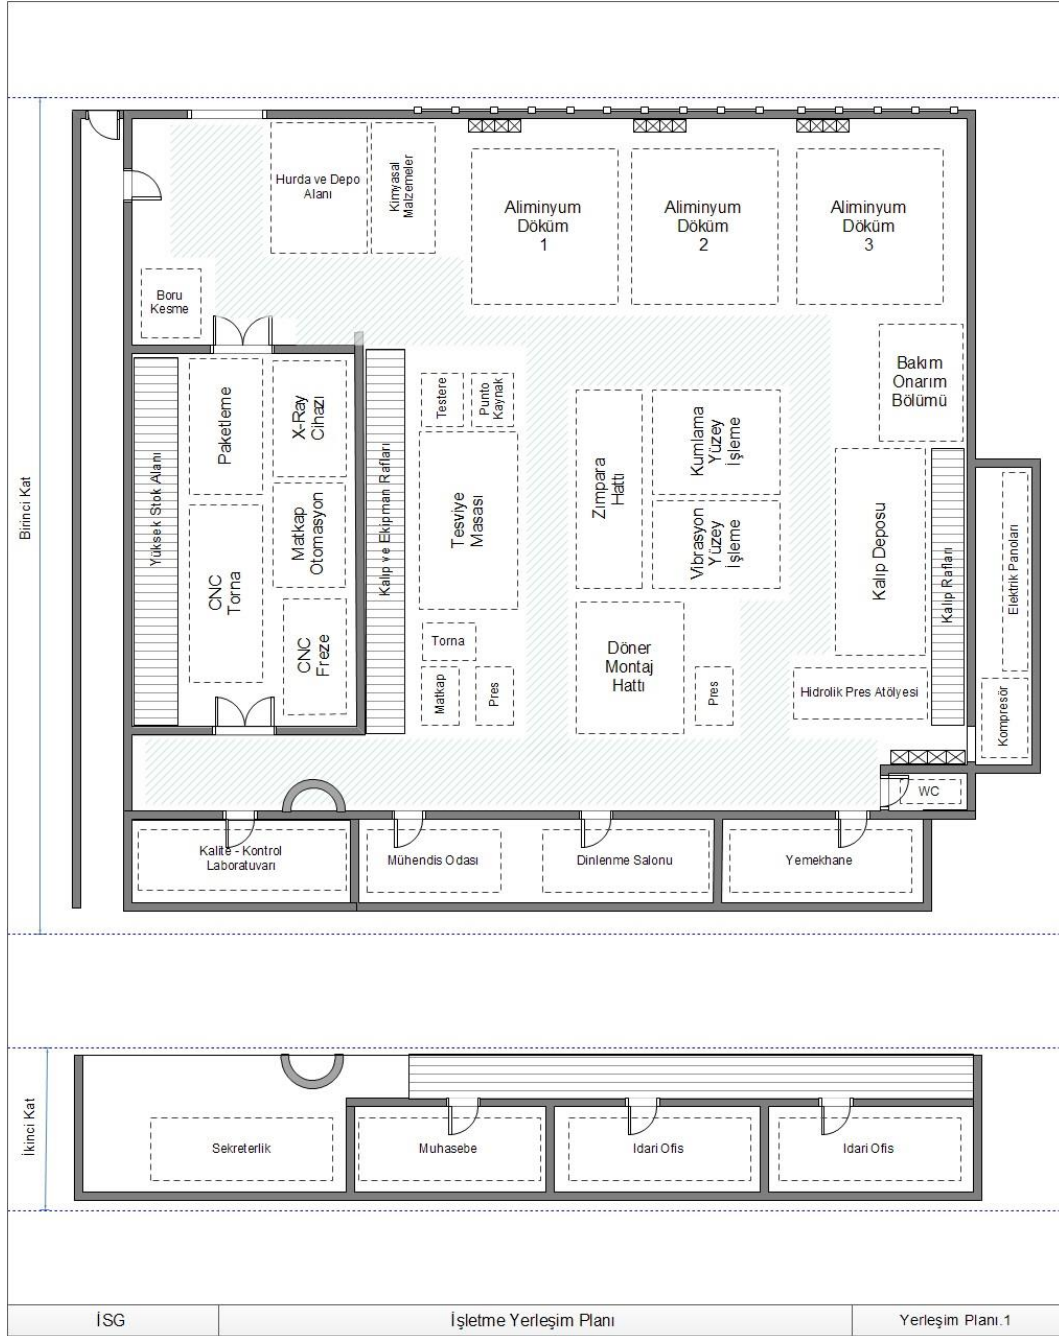 Birinci Kat
Hurda ve Depo
Alanı
Kimyasal
Malzemeler
Aliminyum
Döküm
1
Aliminyum
Döküm
2
Aliminyum
Döküm
3
Boru
Kesme
Bakım
Onarım
Bölümü
Yüksek Stok Alanı
Paketleme
X-Ray
Cihazı
Matkap
Otomasyon
CNC
Torna
CNC
Freze
Kalıp ve Ekipman Rafları
Testere
Punto
Kaynak
Tesviye
Masası
Torna
Matkap
Pres
Zımpara
Hattı
Kumlama
Yüzey
İşleme
Vibrasyon
Yüzey
İşleme
Döner
Montaj
Hattı
Pres
Kalıp Deposu
Kalıp Rafları
Hidrolik Pres Atölyesi
Elektrik Panoları
Kompresör
WC
Kalite - Kontrol
Laboratuvarı
Mühendis Odası
Dinlenme Salonu
Yemekhane
İkinci Kat
Sekreterlik
Muhasebe
Idari Ofis
Idari Ofis
İSG
İşletme Yerleşim Planı
Yerleşim Planı.1